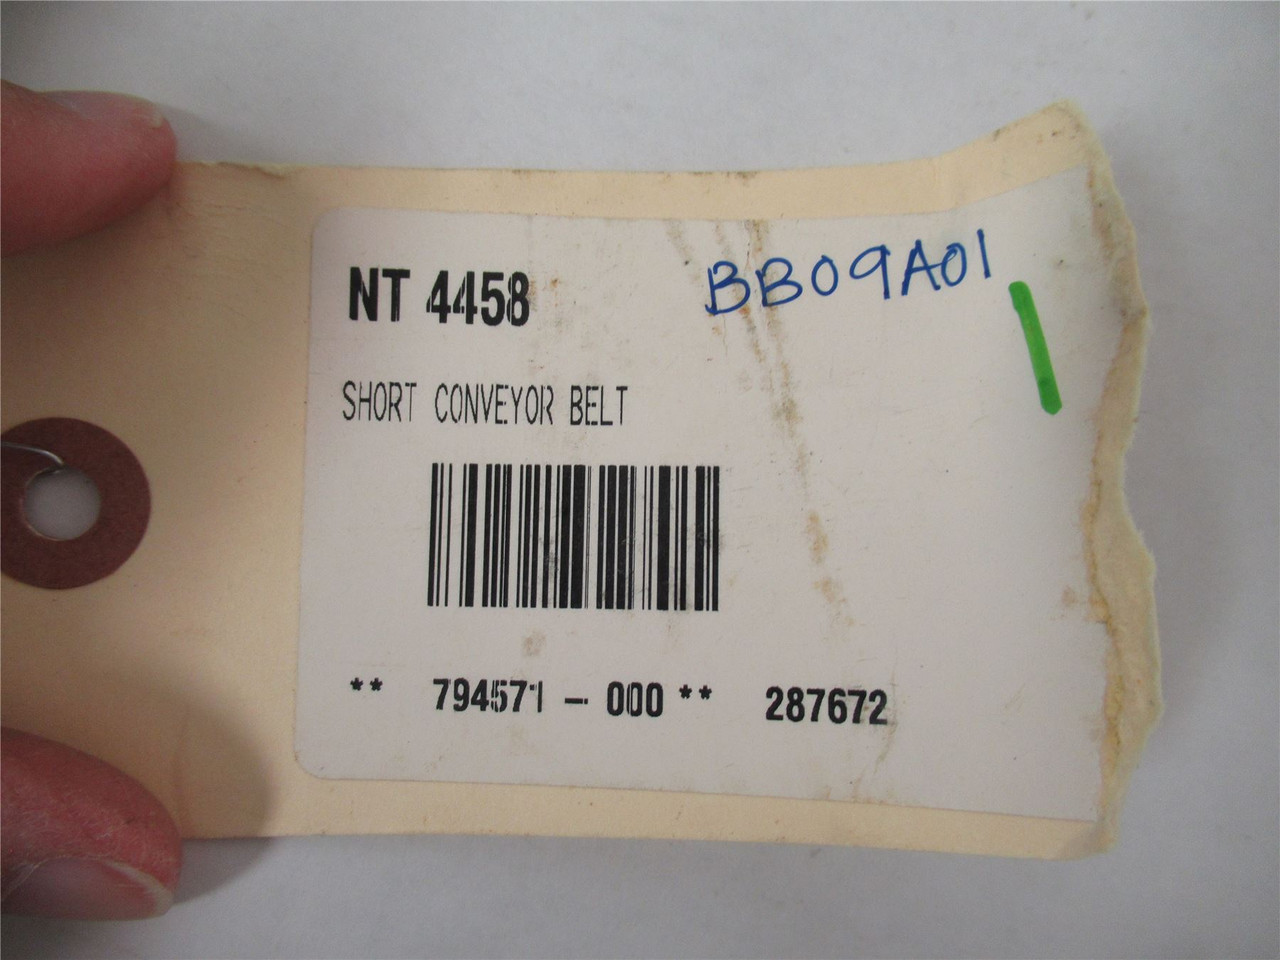 NT 4458 BB09A01
SHORT CONVEYOR BELT
** 794571 - 000 ** 287672